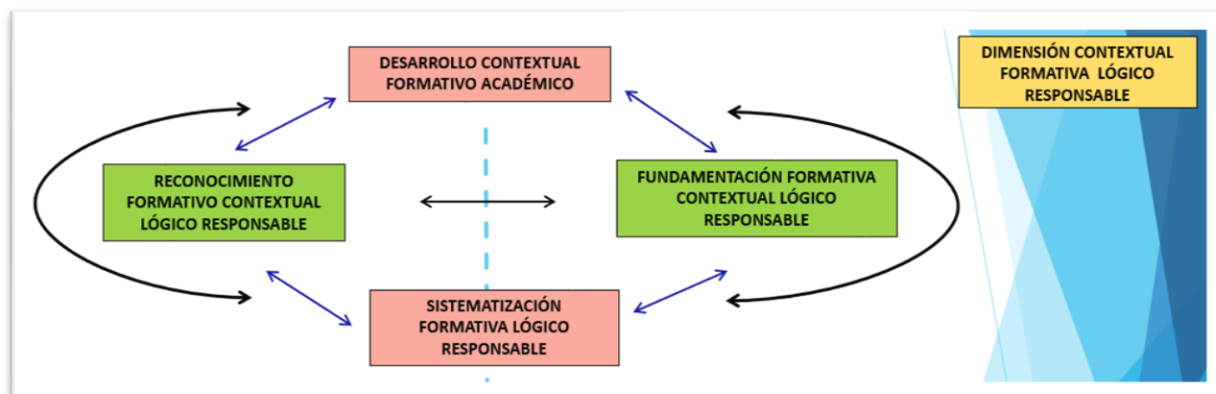 DESARROLLO CONTEXTUAL
FORMATIVO ACADÉMICO
DIMENSIÓN CONTEXTUAL
FORMATIVA LÓGICO
RESPONSABLE
RECONOCIMIENTO
FORMATIVO CONTEXTUAL
LÓGICO RESPONSABLE
FUNDAMENTACIÓN FORMATIVA
CONTEXTUAL LÓGICO
RESPONSABLE
SISTEMATIZACIÓN
FORMATIVA LÓGICO
RESPONSABLE